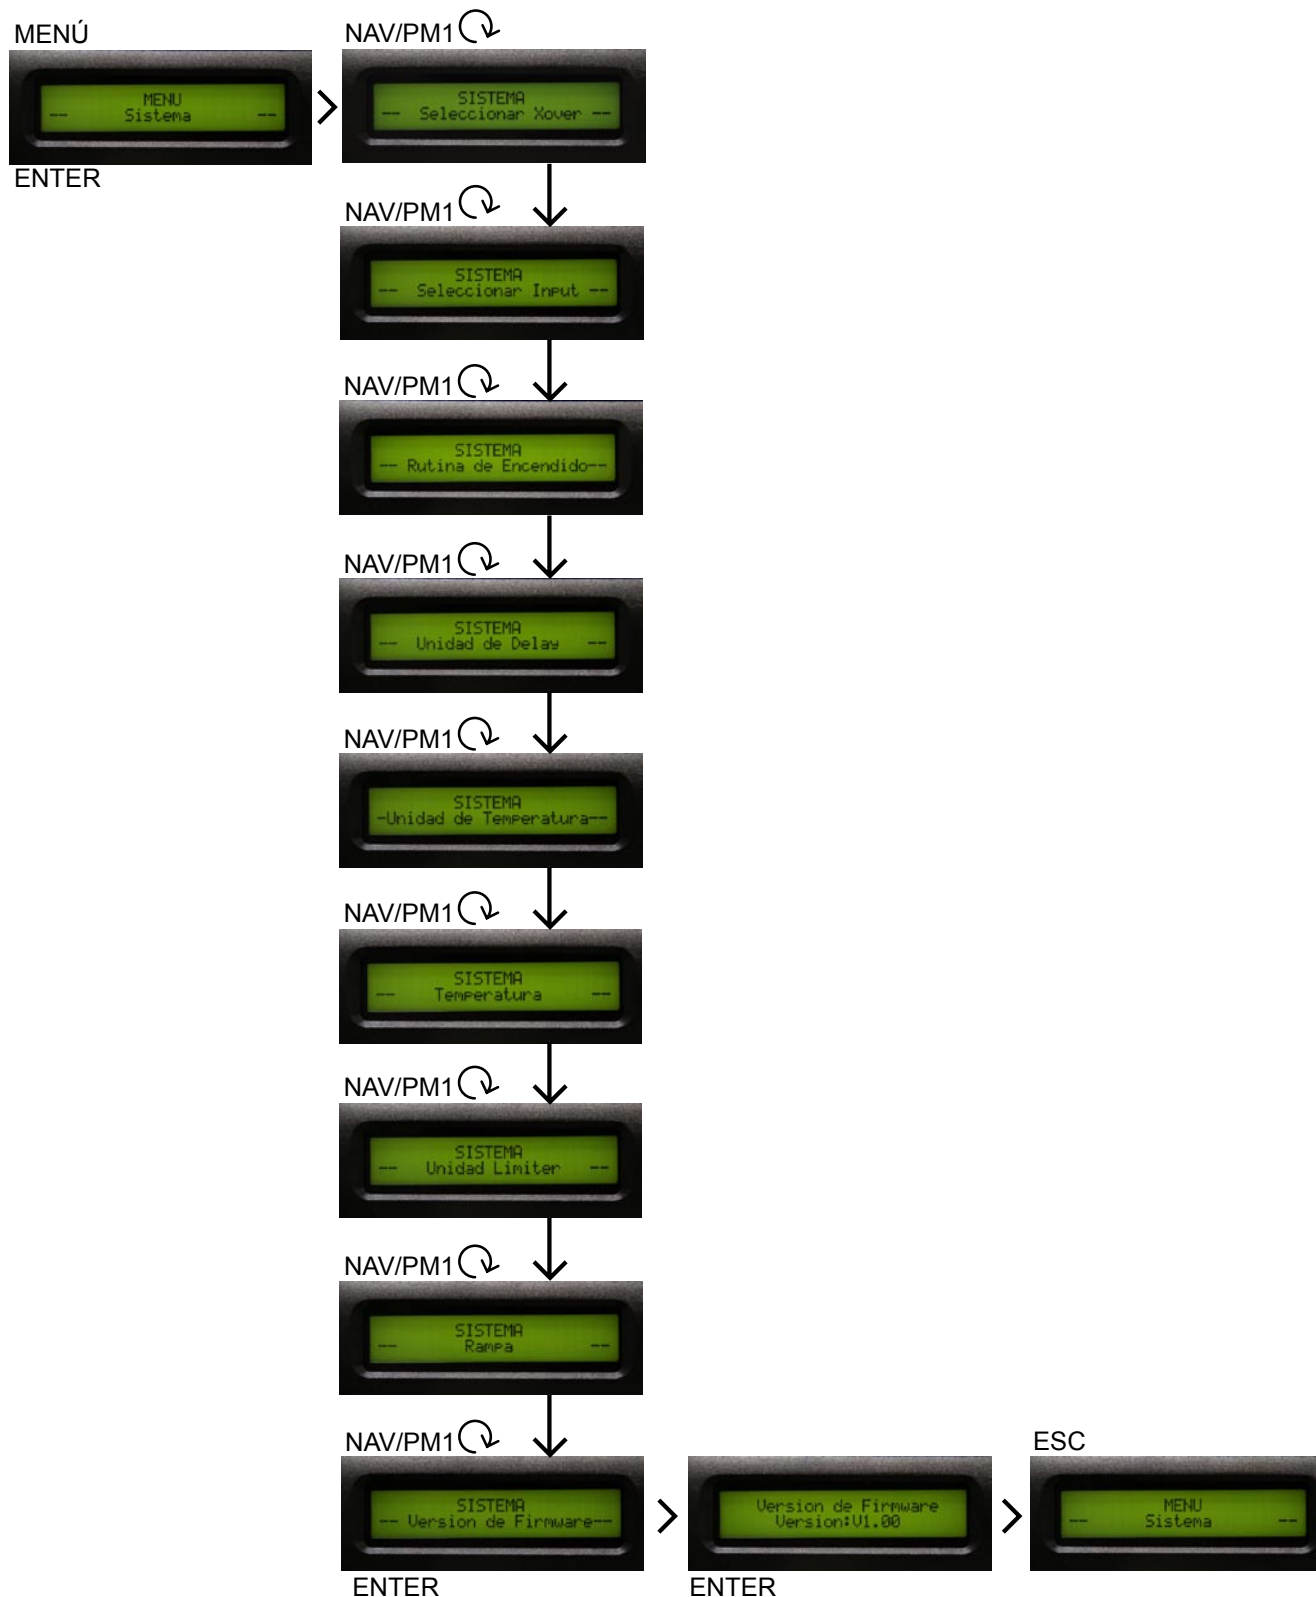 MENÚ
MENU
-- Sistema --
ENTER
NAV/PM1
SISTEMA
-- Seleccionar Xover --
NAV/PM1
SISTEMA
-- Seleccionar Input --
NAV/PM1
SISTEMA
-- Rutina de Encendido--
NAV/PM1
SISTEMA
-- Unidad de Delay --
NAV/PM1
SISTEMA
-Unidad de Temperatura--
NAV/PM1
SISTEMA
-- Temperatura --
NAV/PM1
SISTEMA
-- Unidad Limiter --
NAV/PM1
SISTEMA
-- Rampa --
NAV/PM1
SISTEMA
-- Version de Firmware--
ENTER
Version de Firmware
Version:V1.00
ENTER
ESC
MENU
-- Sistema --